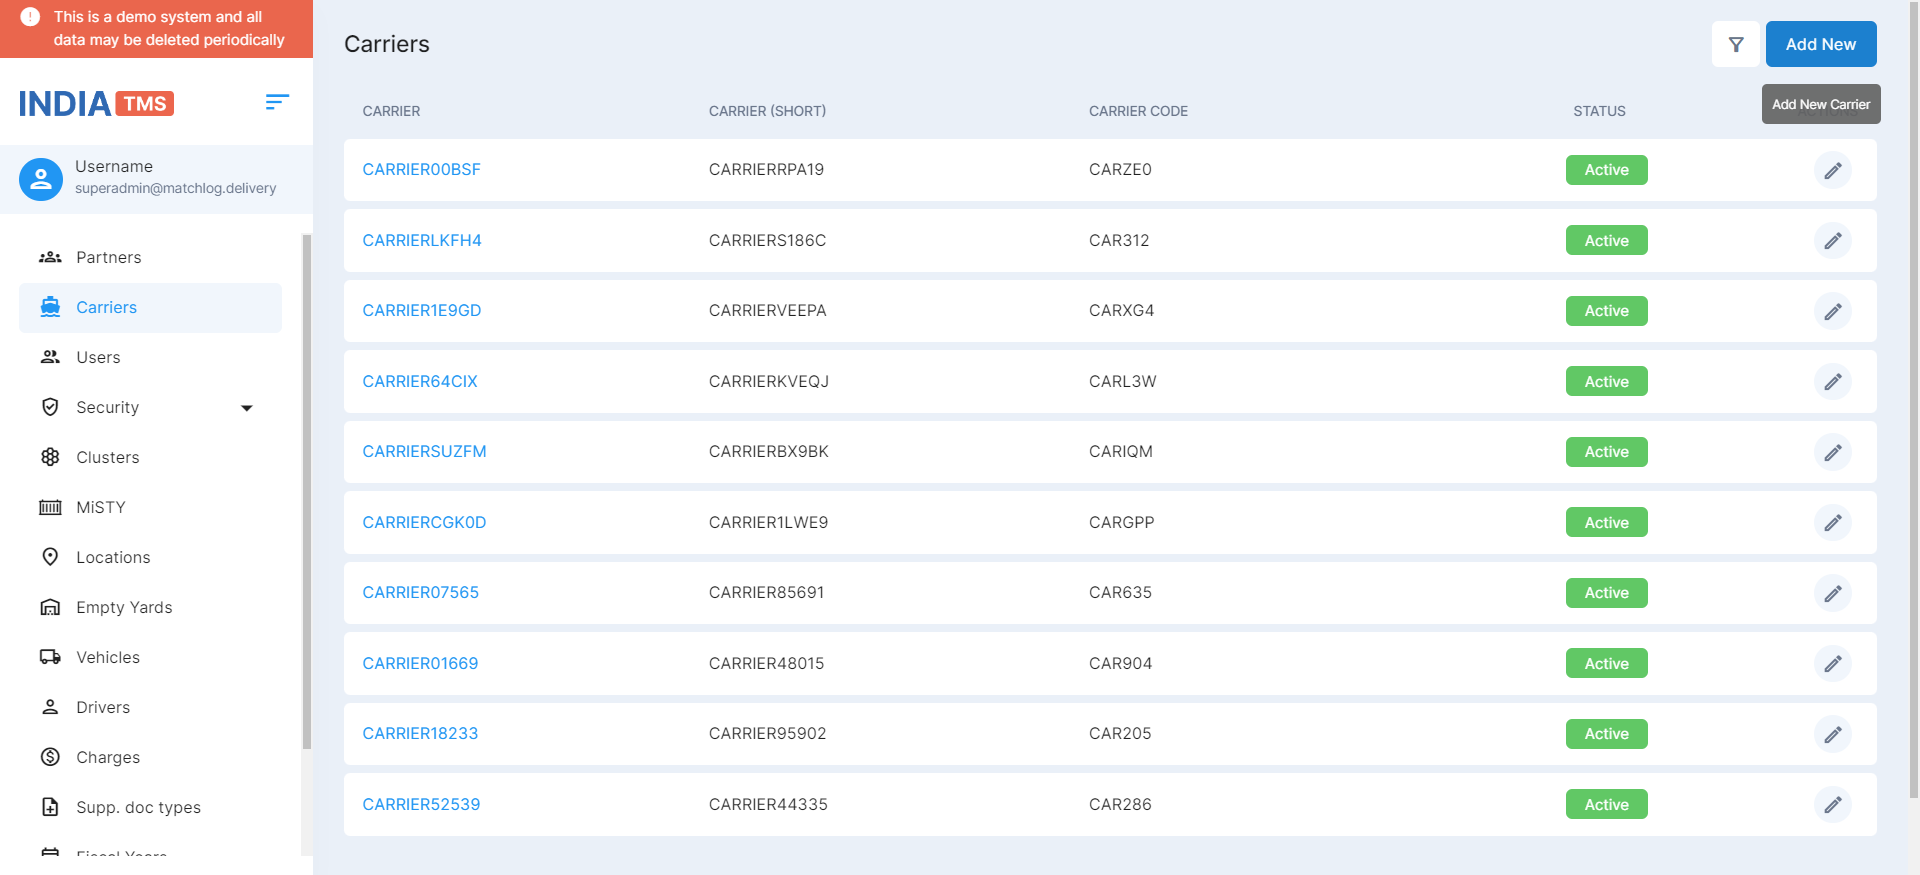 This is a demo system and all
data may be deleted periodically
INDIA TMS
Username
superadmin@matchlog.delivery
Partners
Carriers
Users
Security
Clusters
MiSTY
Locations
Empty Yards
Vehicles
Drivers
Charges
Supp. doc types
Fiscal Years
Carriers
Add New
Add New Carrier
CARRIER CARRIER (SHORT) CARRIER CODE STATUS ACTIONS
CARRIER00BSF CARRIERRPA19 CARZE0 Active
CARRIERLKFH4 CARRIERS186C CAR312 Active
CARRIER1E9GD CARRIERVEEPA CARXG4 Active
CARRIER64CIX CARRIERKVEQJ CARL3W Active
CARRIERSUZFM CARRIERBX9BK CARIQM Active
CARRIERCGK0D CARRIER1LWE9 CARGPP Active
CARRIER07565 CARRIER85691 CAR635 Active
CARRIER01669 CARRIER48015 CAR904 Active
CARRIER18233 CARRIER95902 CAR205 Active
CARRIER52539 CARRIER44335 CAR286 Active